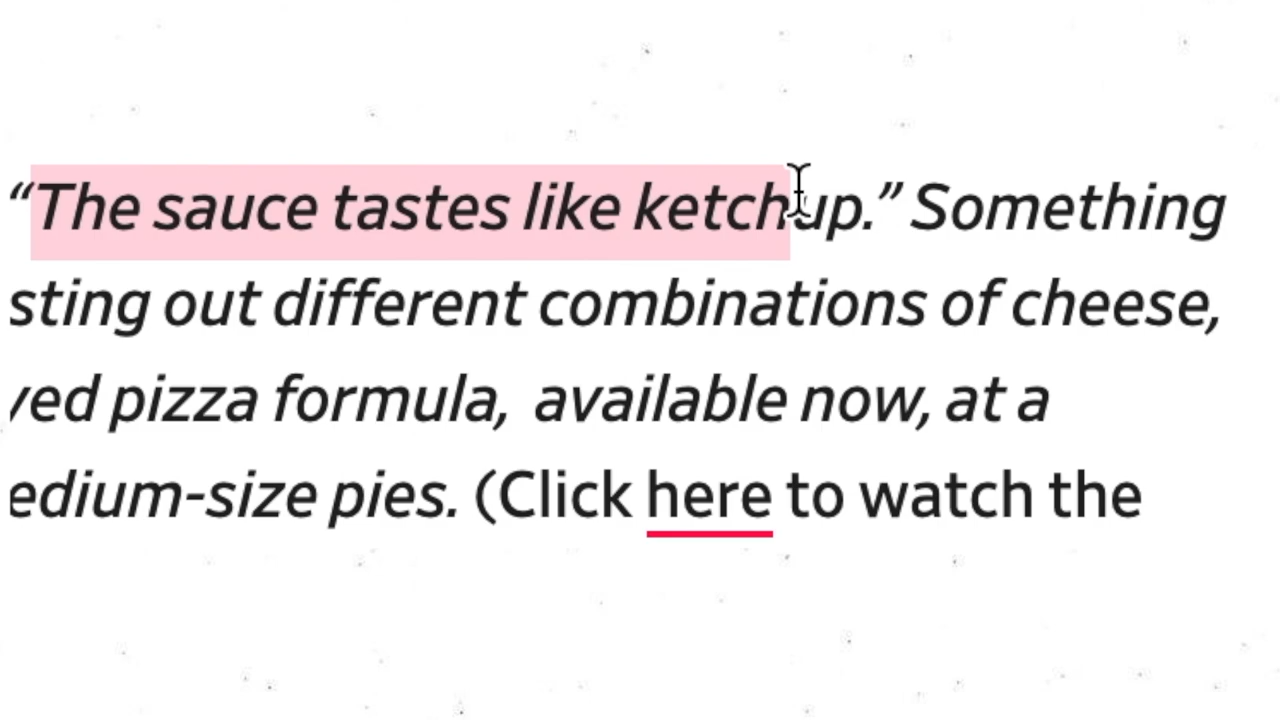 “The sauce tastes like ketchup.” Something
sting out different combinations of cheese,
ved pizza formula, available now, at a
edium-size pies. (Click here to watch the